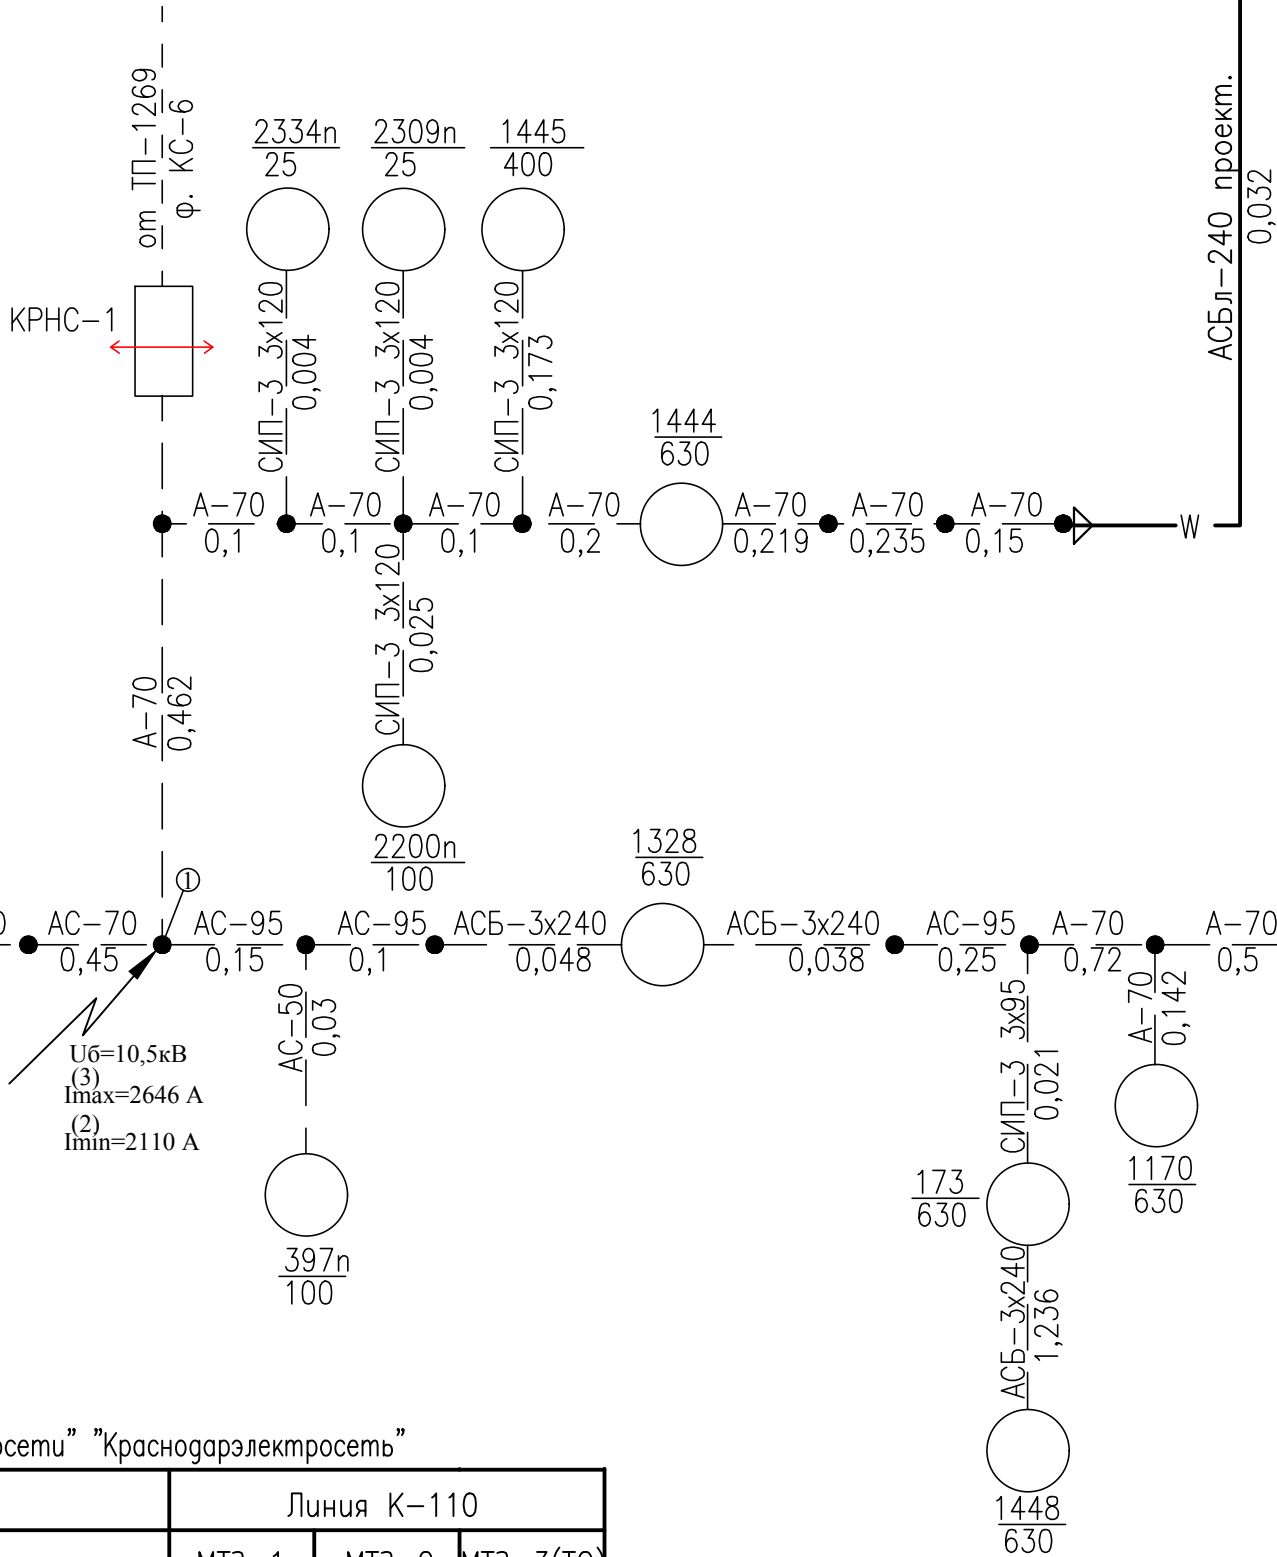 от ТП-1269
ф. КС-6
КРНС-1
2334п
25
2309п
25
1445
400
АСБл-240 проект.
0,032
СИП-3 3х120
0,004
СИП-3 3х120
0,004
СИП-3 3х120
0,173
1444
630
А-70
0,1
А-70
0,1
А-70
0,1
А-70
0,2
А-70
0,219
А-70
0,235
А-70
0,15
W
СИП-3 3х120
0,025
А-70
0,462
2200п
100
1328
630
1
0
АС-70
0,45
АС-95
0,15
АС-95
0,1
АСБ-3х240
0,048
АСБ-3х240
0,038
АС-95
0,25
А-70
0,72
А-70
0,5
Uб=10,5кВ
(3)
Imax=2646 А
(2)
Imin=2110 А
АС-50
0,03
397п
100
СИП-3 3х95
0,021
А-70
0,142
173
630
1170
630
АСБ-3х240
1,236
1448
630
осети" "Краснодарэлектросеть"
Линия К-110